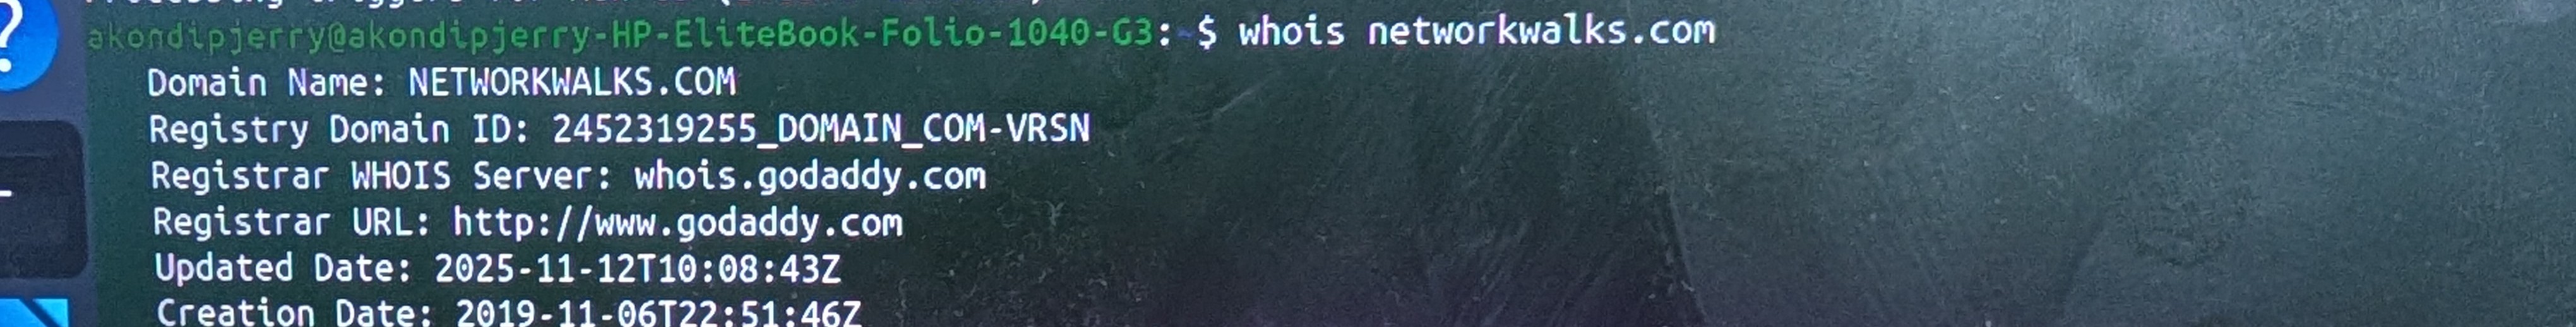 akondipjerry@akondipjerry-HP-EliteBook-Folio-1040-G3:~$ whois networkwalks.com
Domain Name: NETWORKWALKS.COM
Registry Domain ID: 2452319255_DOMAIN_COM-VRSN
Registrar WHOIS Server: whois.godaddy.com
Registrar URL: http://www.godaddy.com
Updated Date: 2025-11-12T10:08:43Z
Creation Date: 2019-11-06T22:51:46Z